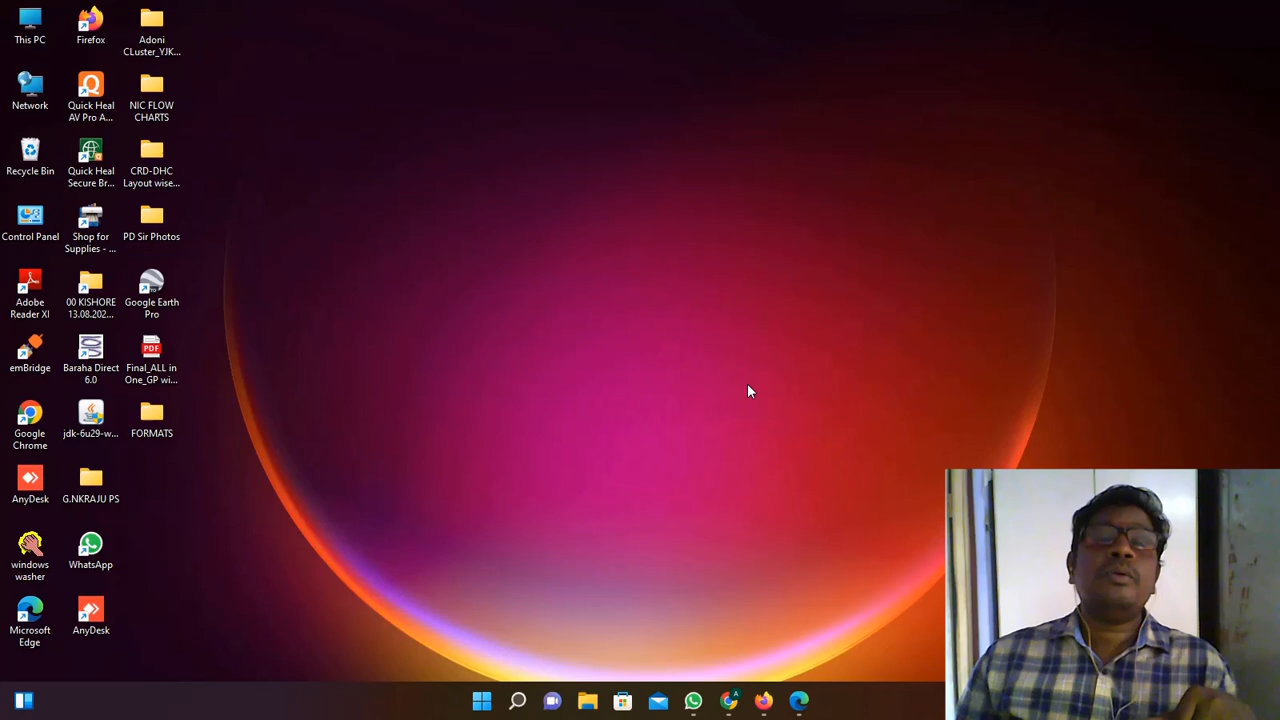 This PC
Firefox
Adoni
CLuster_YJK...
Network
Quick Heal
AV Pro A...
NIC FLOW
CHARTS
Recycle Bin
Quick Heal
Secure Br...
CRD-DHC
Layout wise...
Control Panel
Shop for
Supplies - ...
PD Sir Photos
Adobe
Reader XI
00 KISHORE
13.08.202...
Google Earth
Pro
emBridge
Baraha Direct
6.0
PDF
Final_ALL in
One_GP wi...
Google
Chrome
jdk-6u29-w...
FORMATS
AnyDesk
G.NKRAJU PS
windows
washer
WhatsApp
Microsoft
Edge
AnyDesk